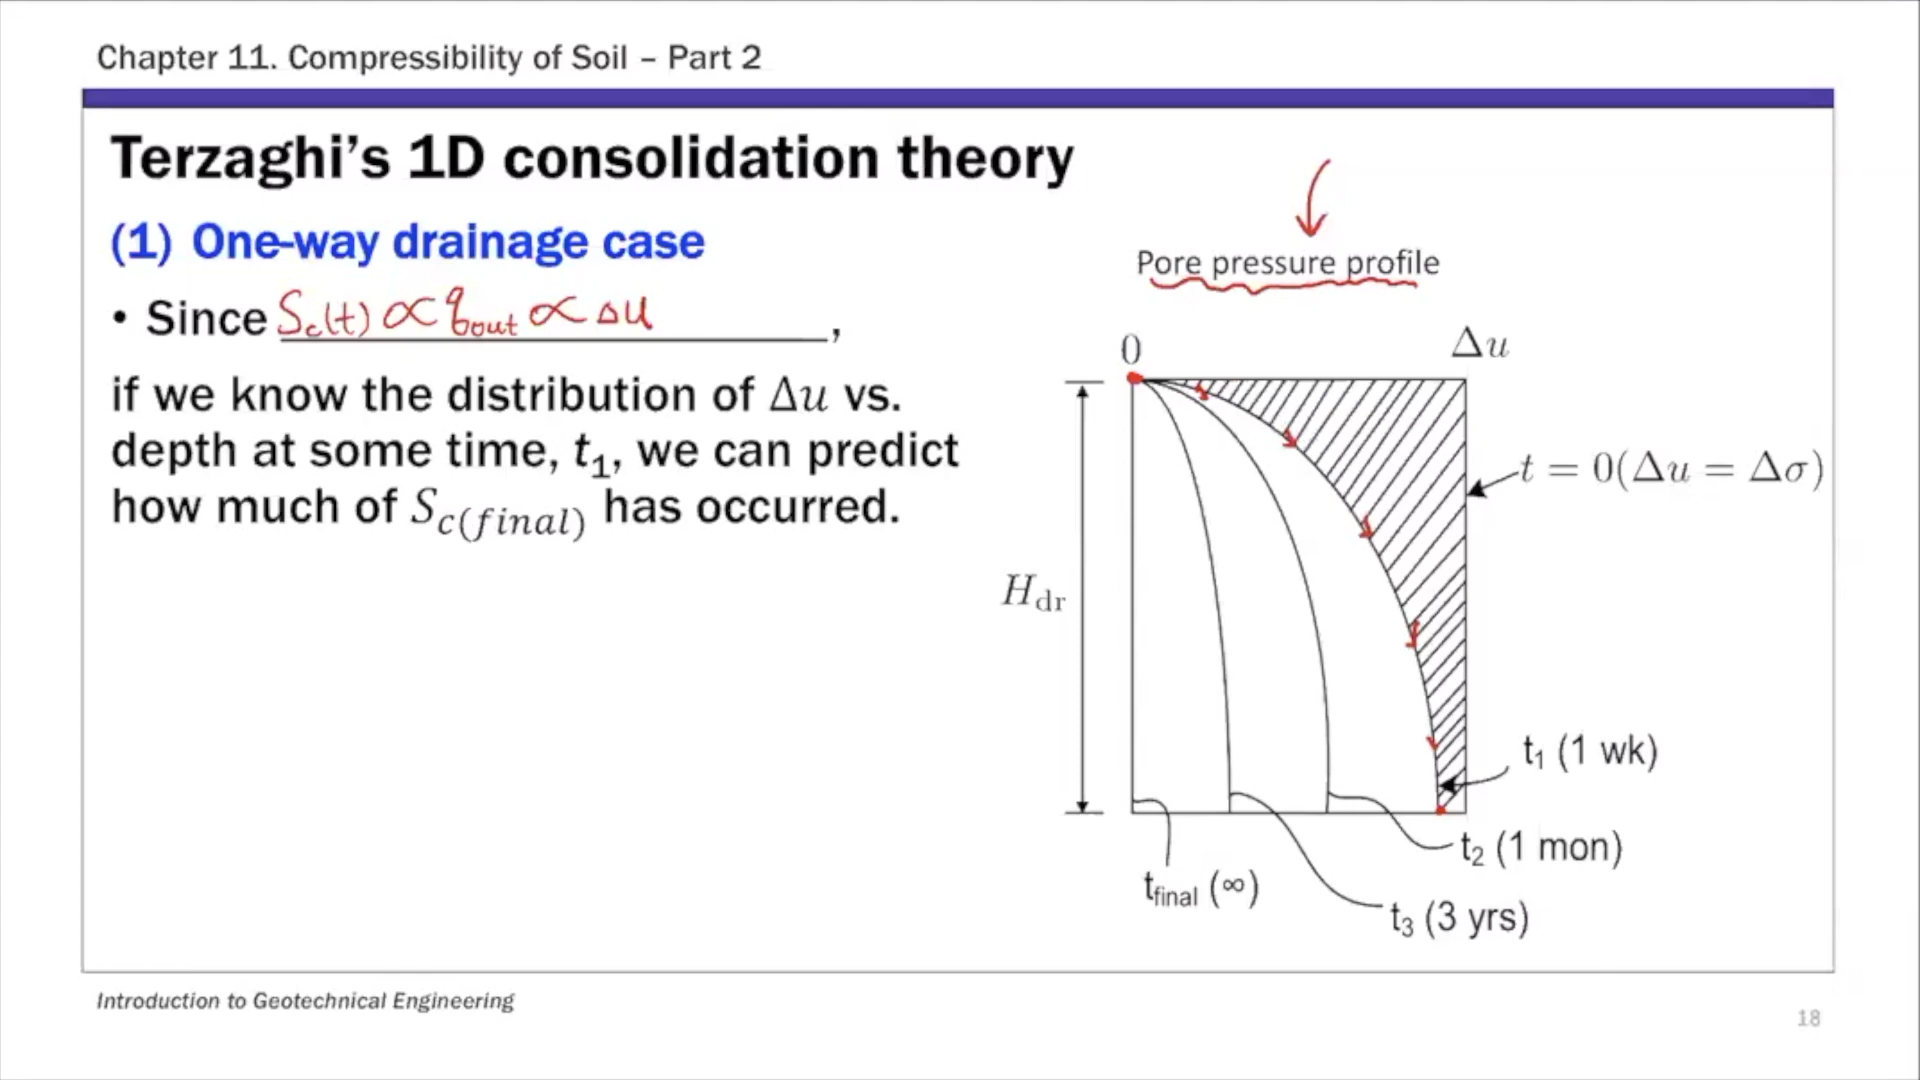 Chapter 11. Compressibility of Soil – Part 2
Terzaghi's 1D consolidation theory
(1) One-way drainage case
• Since Sc(t) ∝ qout ∝ Δu,
if we know the distribution of Δu vs.
depth at some time, t1, we can predict
how much of Sc(final) has occurred.
Pore pressure profile
0
Δu
t = 0(Δu = Δσ)
Hdr
t1 (1 wk)
t2 (1 mon)
tfinal (∞)
t3 (3 yrs)
Introduction to Geotechnical Engineering
18